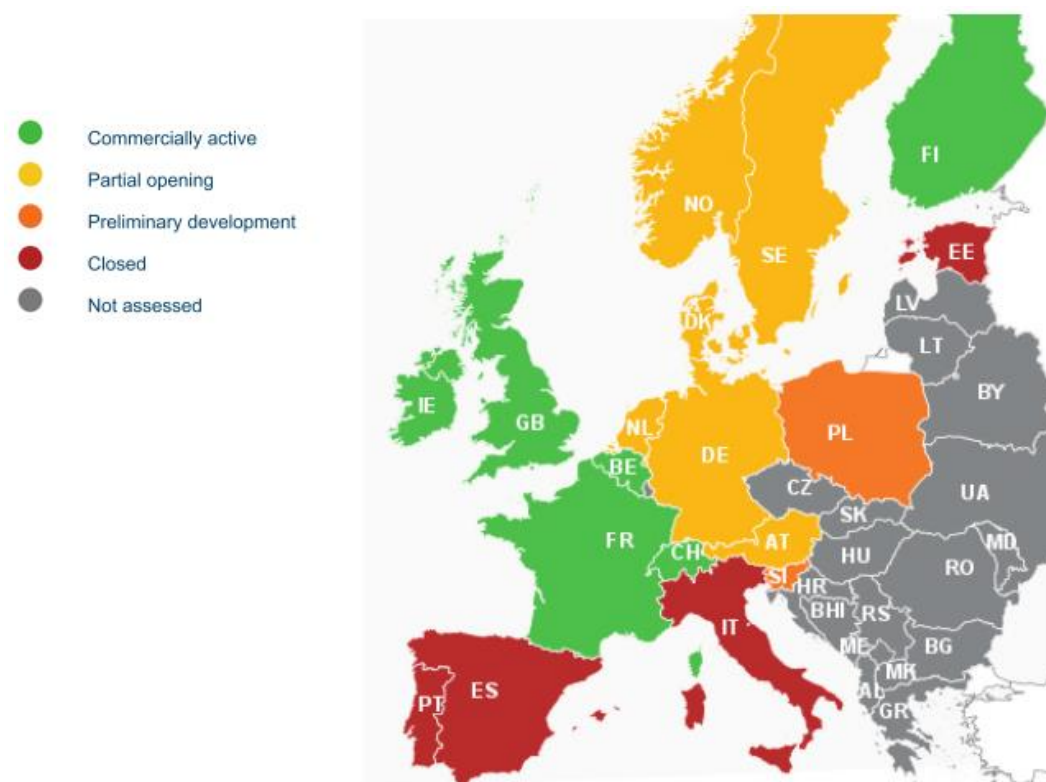 Commercially active
Partial opening
Preliminary development
Closed
Not assessed
FI
NO
SE
EE
LV
DK
LT
BY
IE
GB
NL
PL
DE
BE
CZ
UA
SK
FR
AT
MD
CH
HU
RO
SI
HR
BHI
RS
IT
ME
BG
MK
ES
AL
PT
GR